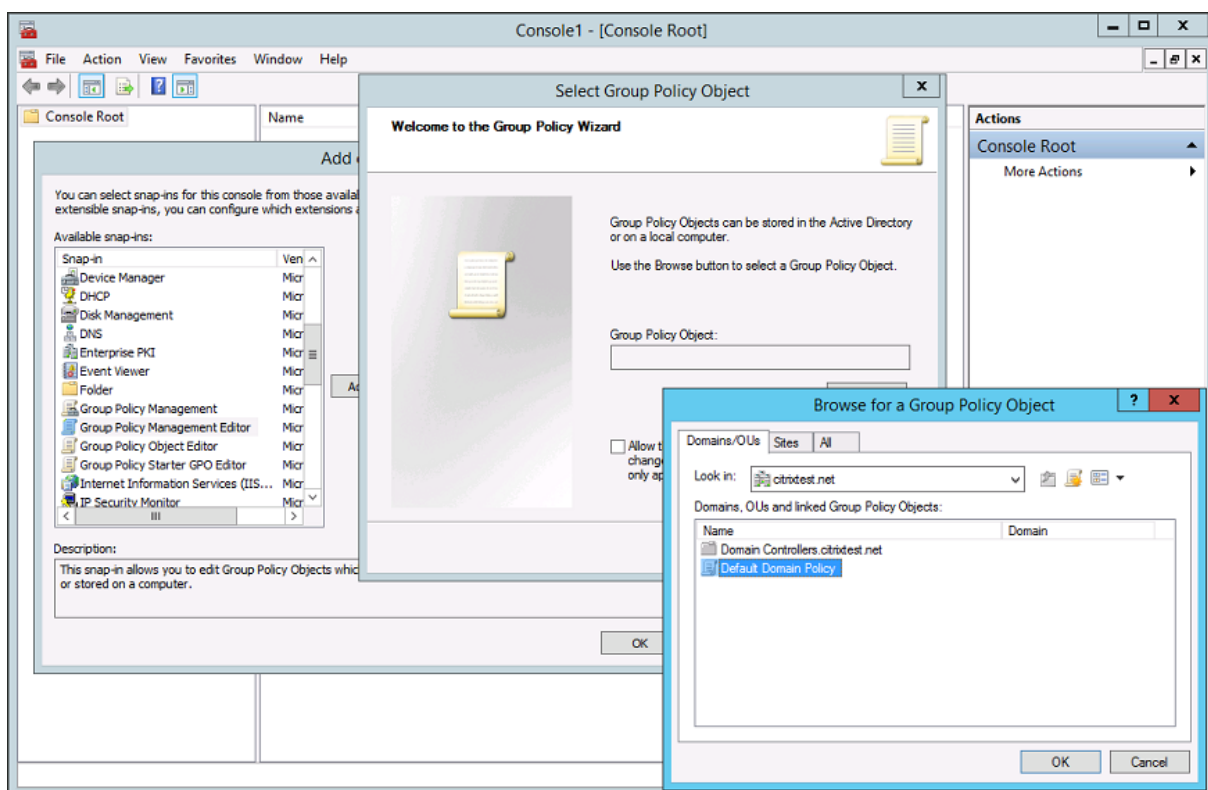 Console1 - [Console Root]
File Action View Favorites Window Help
Console Root
Name
Actions
Console Root
More Actions
Add
You can select snap-ins for this console from those
extensible snap-ins, you can configure which extensions
Available snap-ins:
Snap-in
Device Manager Micr
DHCP Micr
Disk Management Micr
DNS Micr
Enterprise PKI Micr
Event Viewer Micr
Folder Micr
Group Policy Management Micr
Group Policy Management Editor Micr
Group Policy Object Editor Micr
Group Policy Starter GPO Editor Micr
Internet Information Services (IIS... Micr
IP Security Monitor Micr
Description:
This snap-in allows you to edit Group Policy Objects
or stored on a computer.
OK
Select Group Policy Object
Welcome to the Group Policy Wizard
Group Policy Objects can be stored in the Active Directory
or on a local computer.
Use the Browse button to select a Group Policy Object.
Group Policy Object:
Allow
only
Browse for a Group Policy Object
Domains/OUs Sites All
Look in: citrixtest.net
Domains, OUs and linked Group Policy Objects:
Name Domain
Domain Controllers.citrixtest.net
Default Domain Policy
OK Cancel